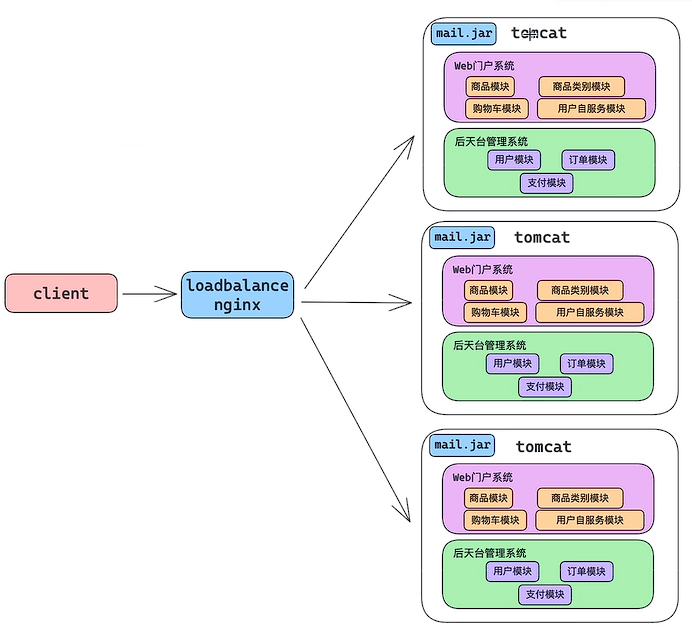 mail.jar tomcat
Web门户系统
商品模块 商品类别模块
购物车模块 用户自服务模块
后天台管理系统
用户模块 订单模块
支付模块
client
loadbalance
nginx
mail.jar tomcat
Web门户系统
商品模块 商品类别模块
购物车模块 用户自服务模块
后天台管理系统
用户模块 订单模块
支付模块
mail.jar tomcat
Web门户系统
商品模块 商品类别模块
购物车模块 用户自服务模块
后天台管理系统
用户模块 订单模块
支付模块